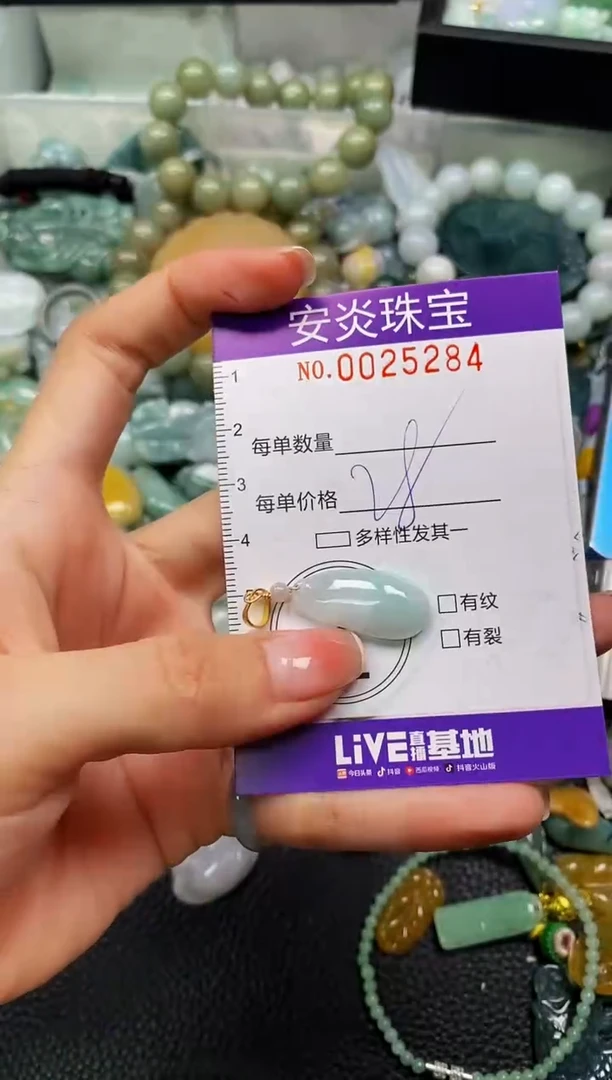 安炎珠宝
NO.0025284
1
2
每单数量
3
每单价格
4
多样性发其一
有纹
有裂
LiVE直播基地
今日头条 抖音 西瓜视频 抖音火山版